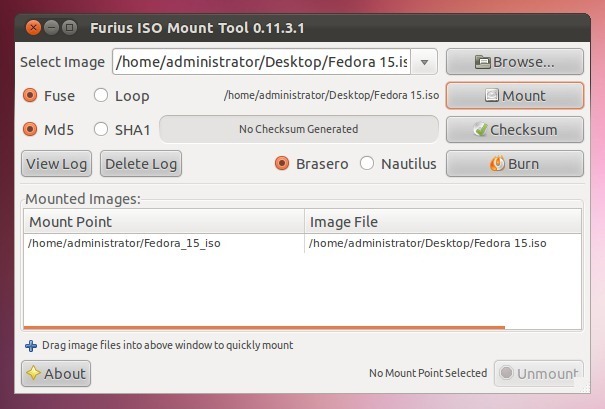 Furius ISO Mount Tool 0.11.3.1
Select Image /home/administrator/Desktop/Fedora 15.is Browse...
Fuse Loop /home/administrator/Desktop/Fedora 15.iso Mount
Md5 SHA1 No Checksum Generated Checksum
View Log Delete Log Brasero Nautilus Burn
Mounted Images:
Mount Point Image File
/home/administrator/Fedora_15_iso /home/administrator/Desktop/Fedora 15.iso
Drag image files into above window to quickly mount
About No Mount Point Selected Unmount